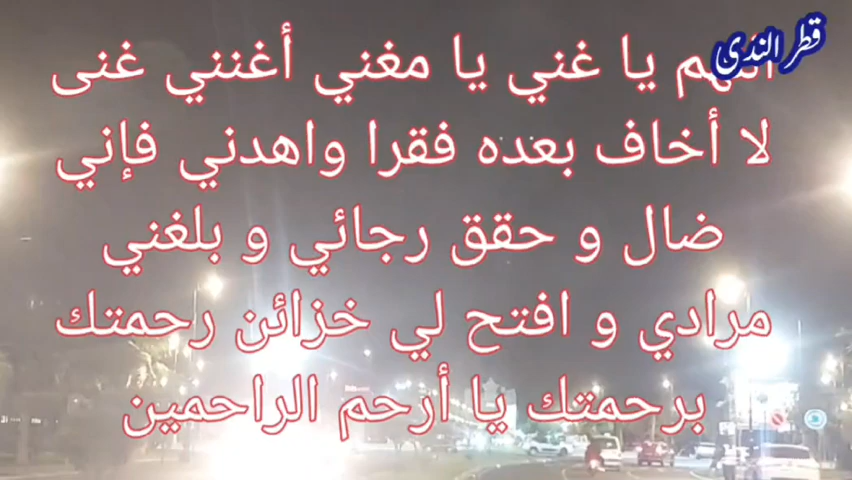 قطر الندى
اللهم يا غني يا مغني أغنني غنى
لا أخاف بعده فقرا واهدني فإني
ضال و حقق رجائي و بلغني
مرادي و افتح لي خزائن رحمتك
برحمتك يا أرحم الراحمين